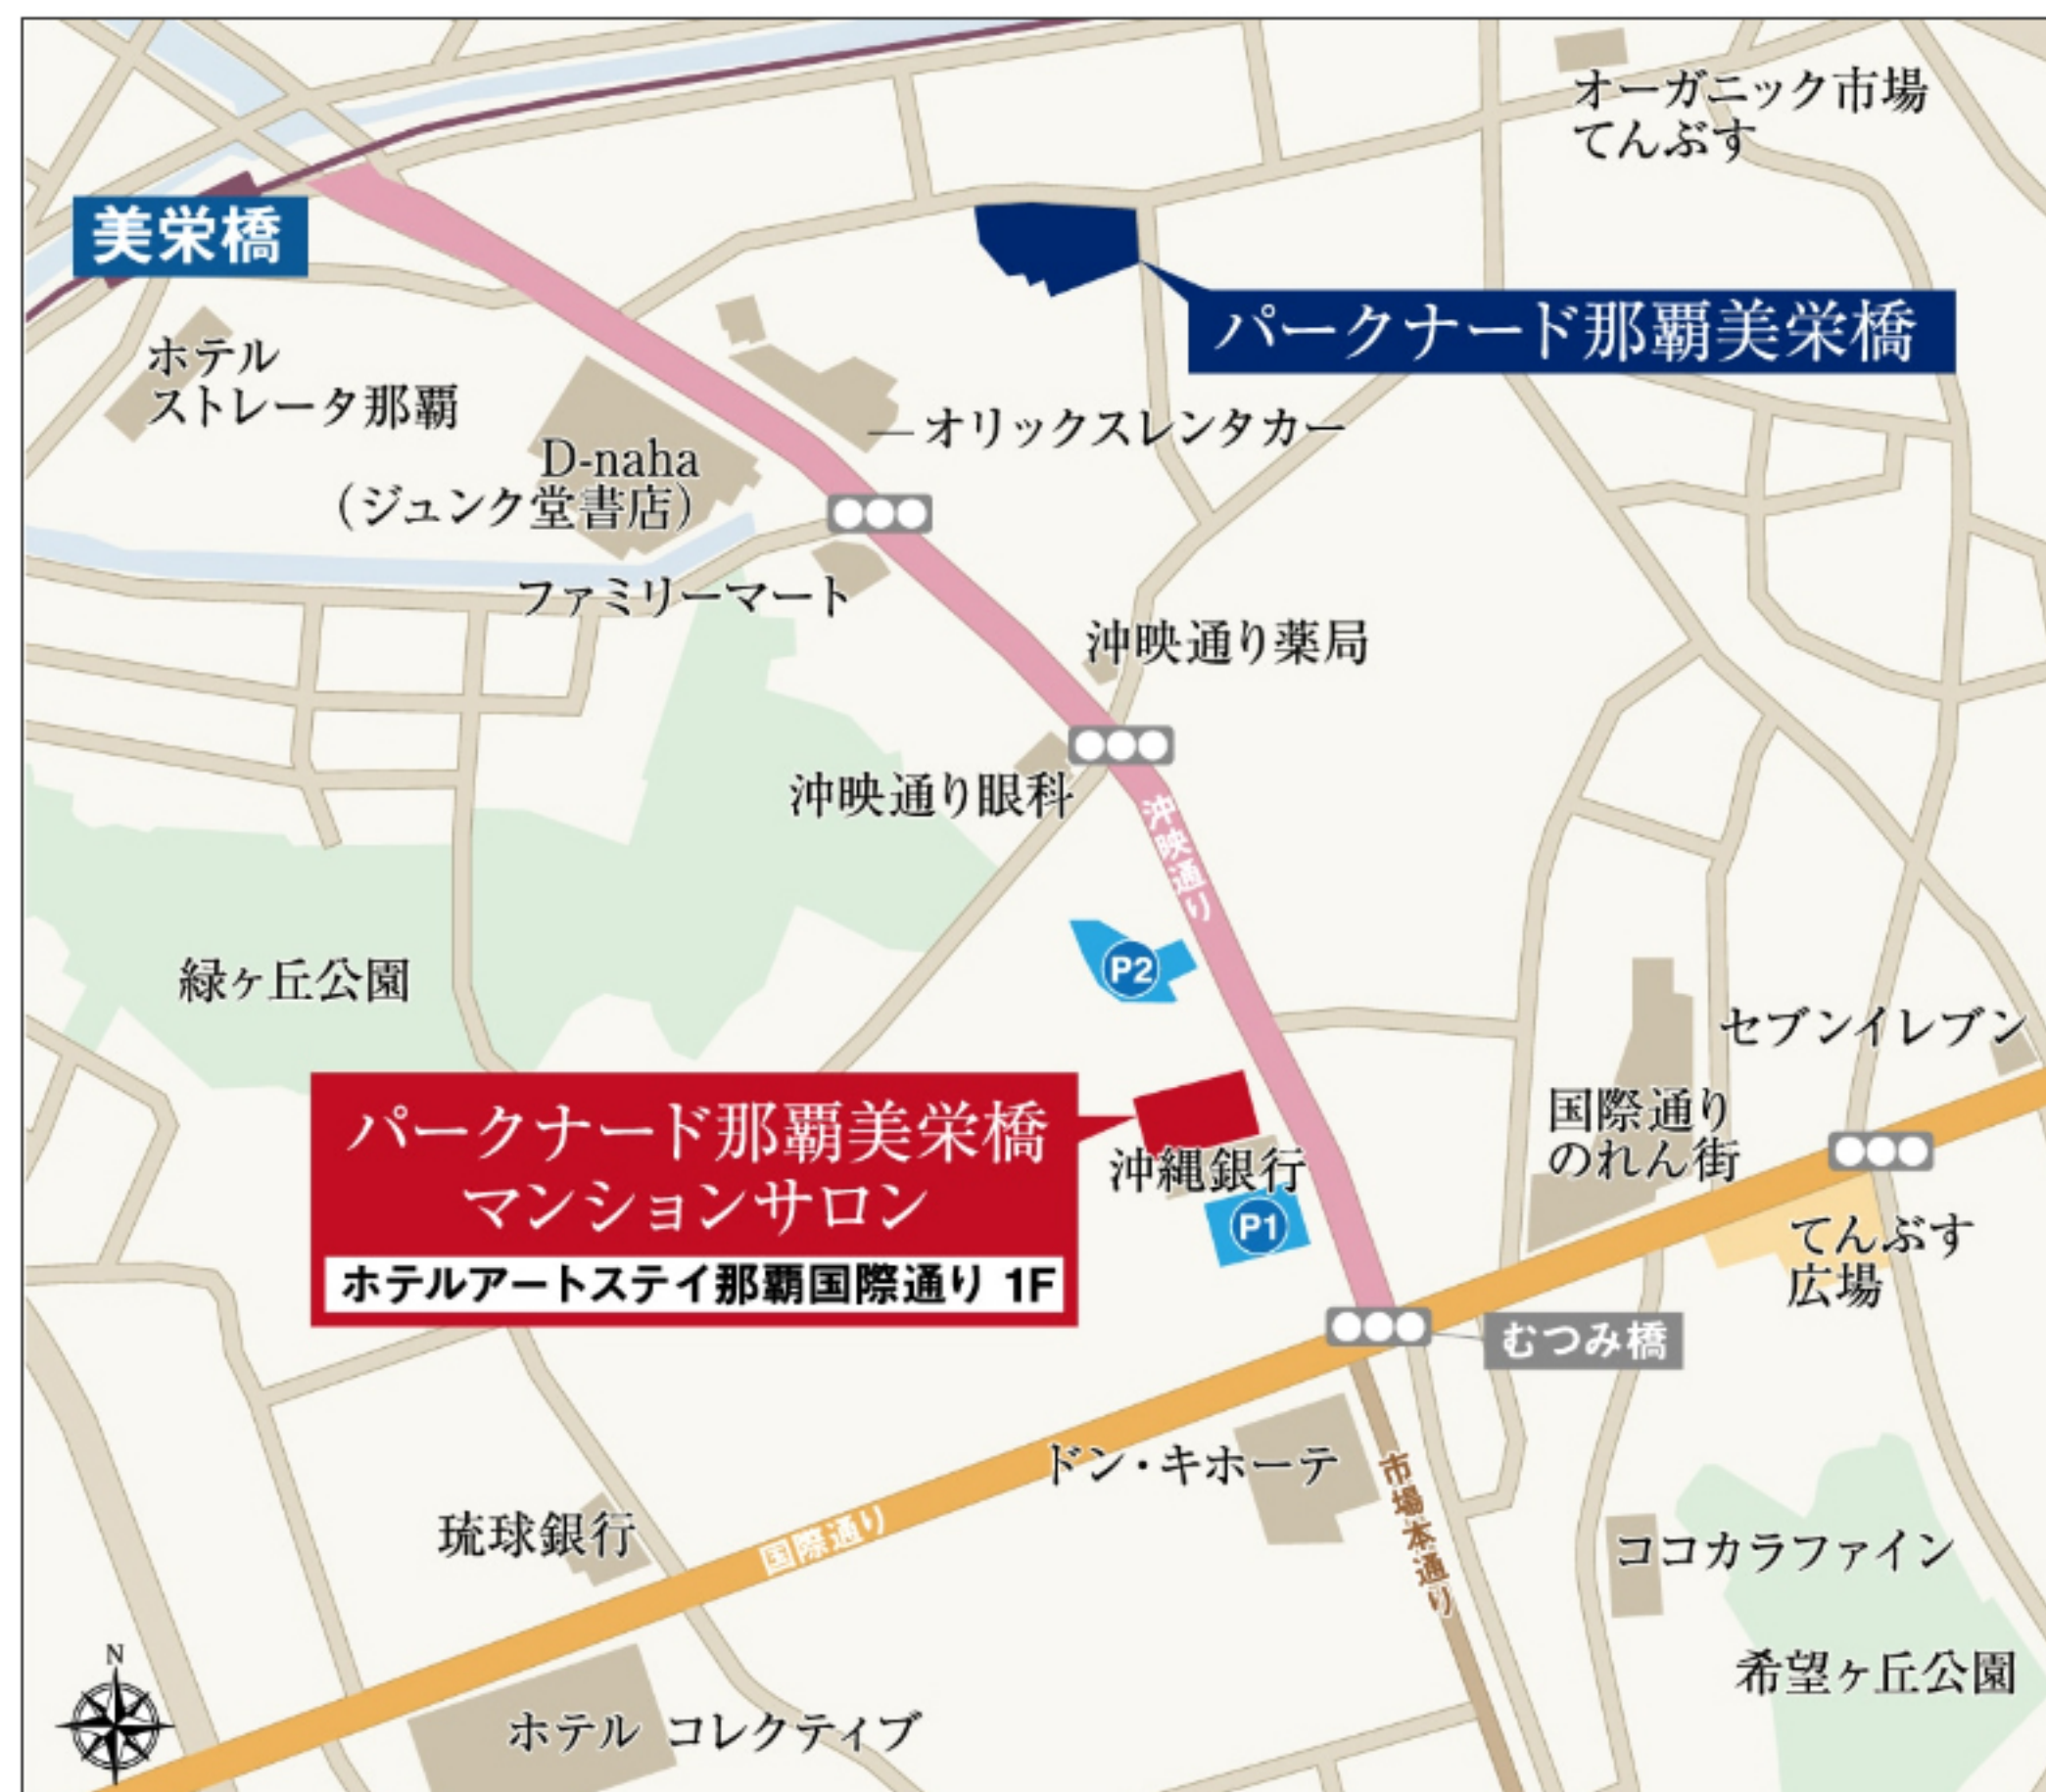 オーガニック市場
てんぶす
美栄橋
パークナード那覇美栄橋
ホテル
ストレータ那覇
オリックスレンタカー
D-naha
（ジュンク堂書店）
ファミリーマート
沖映通り薬局
沖映通り眼科
沖映通り
P2
緑ヶ丘公園
セブンイレブン
国際通り
のれん街
パークナード那覇美栄橋
マンションサロン
ホテルアートステイ那覇国際通り 1F
沖縄銀行
P1
てんぶす
広場
むつみ橋
ドン・キホーテ
市場本通り
国際通り
琉球銀行
ココカラファイン
希望ヶ丘公園
N
ホテル コレクティブ